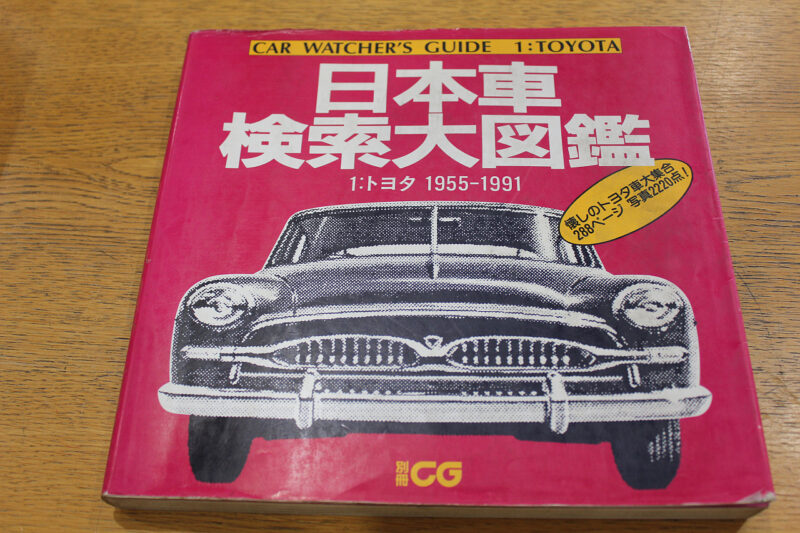 CAR WATCHER'S GUIDE 1:TOYOTA
日本車
検索大図鑑
1:トヨタ 1955-1991
懐しのトヨタ車大集合
288ページ 写真2220点!
別冊 CG